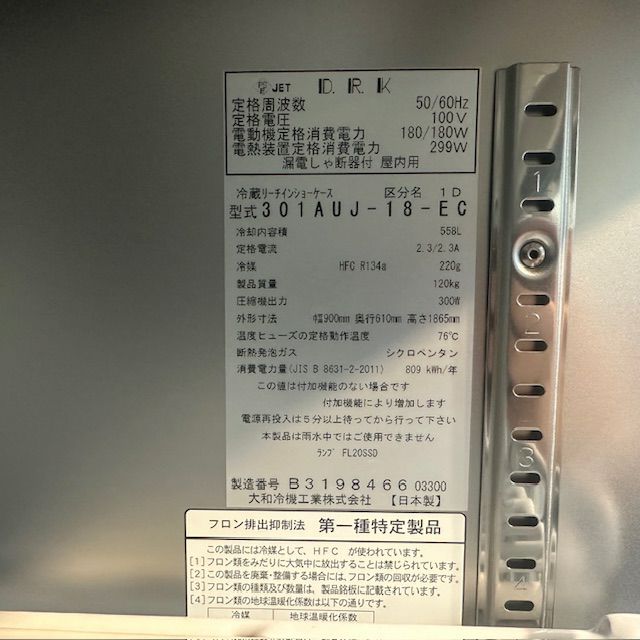 JET D.R.K
定格周波数 50/60Hz
定格電圧 100V
電動機定格消費電力 180/180W
電熱装置定格消費電力 299W
漏電しゃ断器付 屋内用
冷蔵リーチインショーケース 区分名 1D
型式 301AUJ-18-EC
冷却内容積 558L
定格電流 2.3/2.3A
冷媒 HFC R134a 220g
製品質量 120kg
圧縮機出力 300W
外形寸法 幅900mm 奥行610mm 高さ1865mm
温度ヒューズの定格動作温度 76℃
断熱発泡ガス シクロペンタン
消費電力量(JIS B 8631-2-2011) 809 kWh/年
この値は付加機能のない場合です
付加機能により増加します
電源再投入は5分以上待ってから行って下さい
本製品は雨水中ではご使用できません
ランプ FL20SSD
製造番号 B3198466 03300
大和冷機工業株式会社 【日本製】
フロン排出抑制法 第一種特定製品
この製品には冷媒として、HFC が使われています。
[1]フロン類をみだりに大気中に放出することは禁じられています。
[2]この製品を廃棄・整備する場合には、フロン類の回収が必要です。
[3]フロン類の種類及び数量は、製品銘板に記載されています。
[4]フロン類の地球温暖化係数は以下の通りです。
冷媒 地球温暖化係数
1
2
3
4